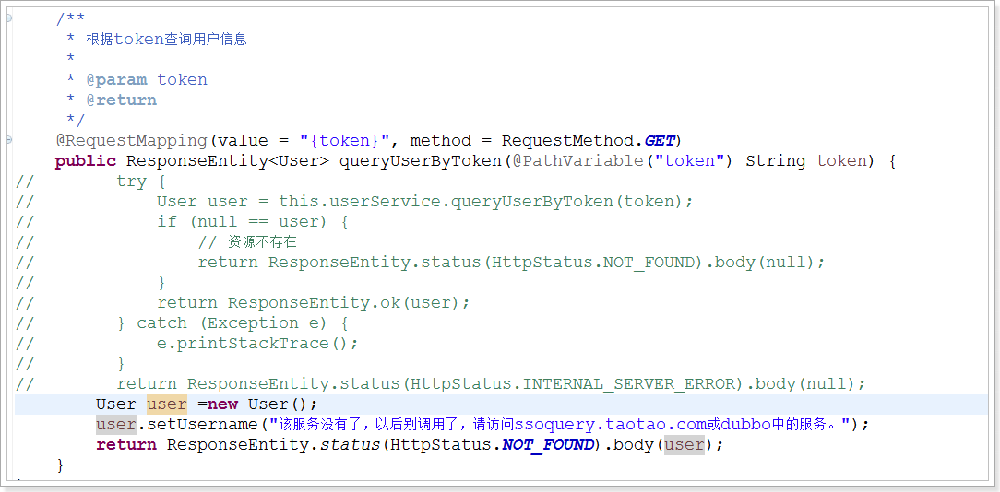 /**
 * 根据token查询用户信息
 *
 * @param token
 * @return
 */
@RequestMapping(value = "{token}", method = RequestMethod.GET)
public ResponseEntity<User> queryUserByToken(@PathVariable("token") String token) {
//        try {
//            User user = this.userService.queryUserByToken(token);
//            if (null == user) {
//                // 资源不存在
//                return ResponseEntity.status(HttpStatus.NOT_FOUND).body(null);
//            }
//            return ResponseEntity.ok(user);
//        } catch (Exception e) {
//            e.printStackTrace();
//        }
//        return ResponseEntity.status(HttpStatus.INTERNAL_SERVER_ERROR).body(null);
        User user =new User();
        user.setUsername("该服务没有了，以后别调用了，请访问ssoquery.taotao.com或dubbo中的服务。");
        return ResponseEntity.status(HttpStatus.NOT_FOUND).body(user);
    }